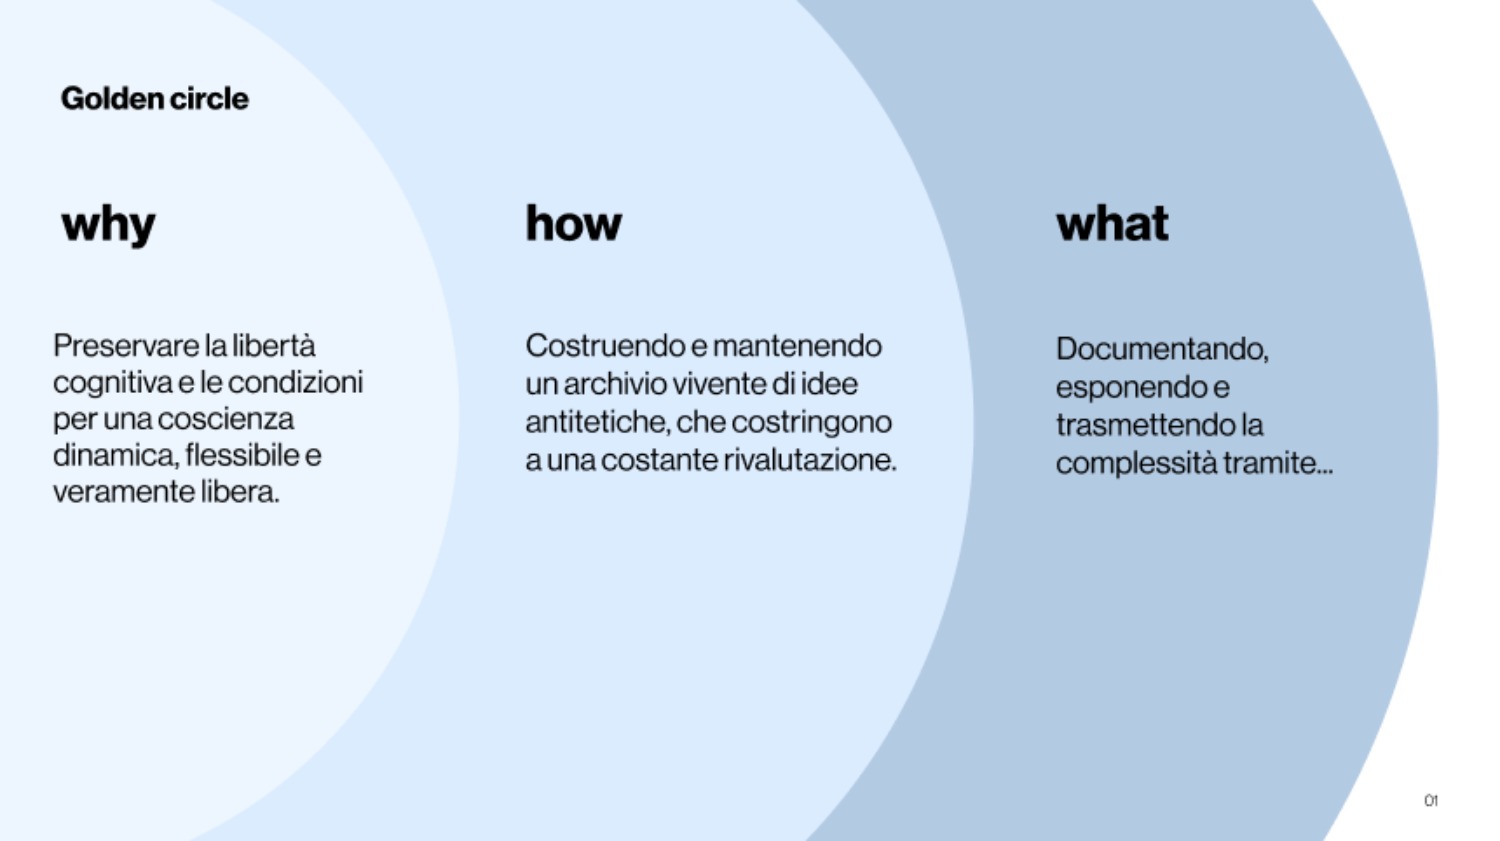 Golden circle
why
Preservare la libertà
cognitiva e le condizioni
per una coscienza
dinamica, flessibile e
veramente libera.
how
Costruendo e mantenendo
un archivio vivente di idee
antitetiche, che costringono
a una costante rivalutazione.
what
Documentando,
esponendo e
trasmettendo la
complessità tramite...
01